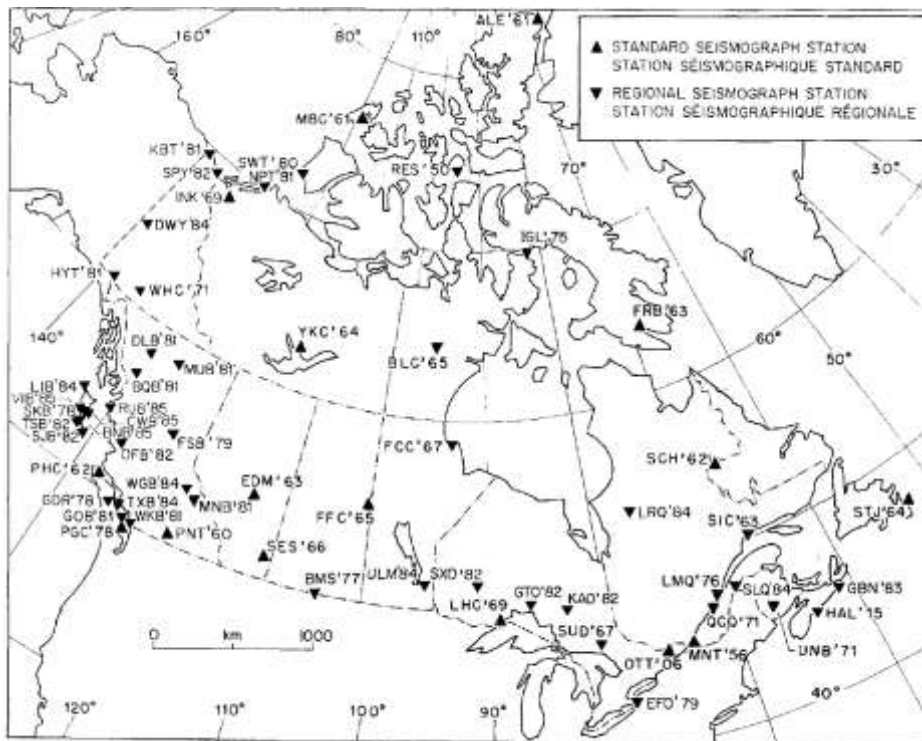 ALE'61
▲ STANDARD SEISMOGRAPH STATION
STATION SÉISMOGRAPHIQUE STANDARD
▼ REGIONAL SEISMOGRAPH STATION
STATION SÉISMOGRAPHIQUE RÉGIONALE
160°
80°
110°
MBC'61
KBT'81
SPY'82
SWT'80
NPT'81
INK'69
RES'50
70°
30°
DWY'84
IGL'75
HYT'81
WHC'71
FRB'63
140°
YKC'64
BLC'65
60°
50°
DLB'81
MUB'81
BQB'81
LIB'84
VIB'85
SKB'78
TSB'82
SJB'82
RUB'85
CWB'85
BNB'85
DFB'82
FSB'79
FCC'67
SCH'62
PHC'62
WGB'84
EDM'63
GDR'78
TXB'84
MNB'81
FFC'65
LRQ'84
SIC'63
STJ'64
GOB'81
WKB'81
PGC'78
PNT'60
SES'66
BMS'77
ULM'84
SXD'82
LHC'69
GTO'82
KAO'82
LMQ'76
SLQ'84
GBN'83
QCQ'71
HAL'15
0 km 1000
SUD'67
UNB'71
OTT'06
MNT'56
EFO'79
40°
120°
110°
100°
90°